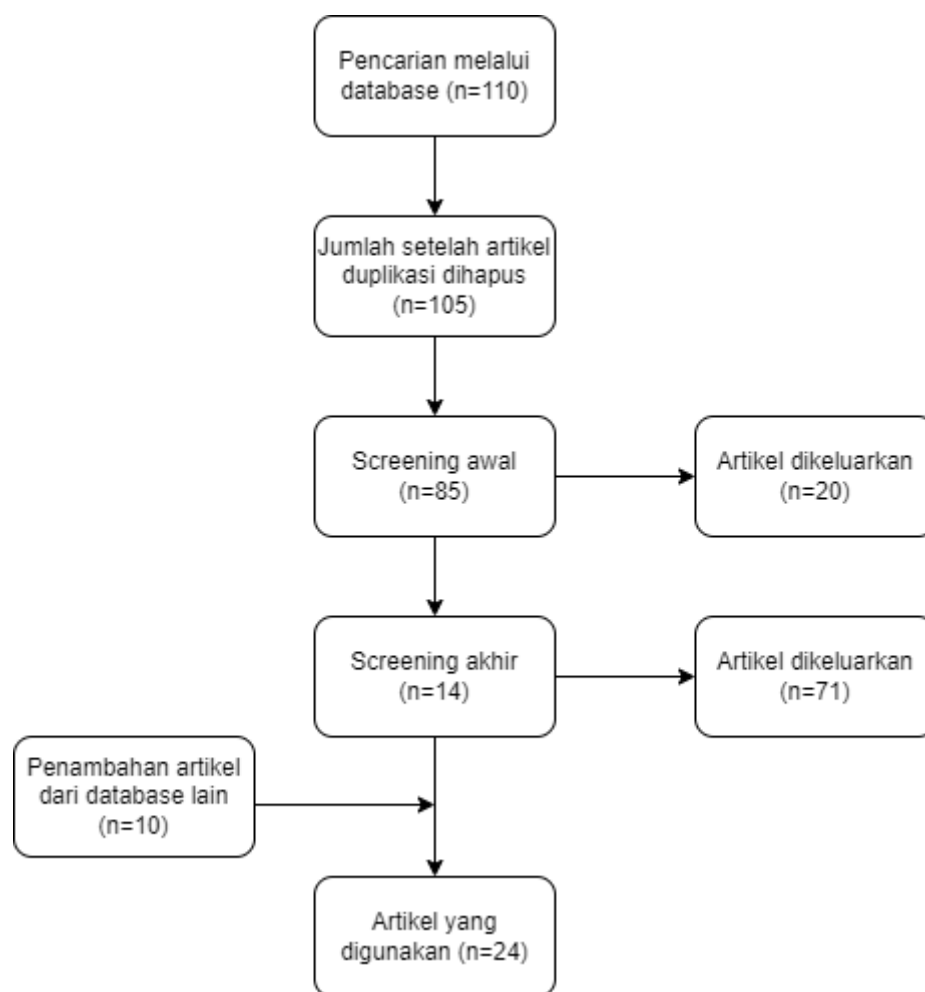 Pencarian melalui
database (n=110)
Jumlah setelah artikel
duplikasi dihapus
(n=105)
Screening awal
(n=85)
Artikel dikeluarkan
(n=20)
Screening akhir
(n=14)
Artikel dikeluarkan
(n=71)
Penambahan artikel
dari database lain
(n=10)
Artikel yang
digunakan (n=24)